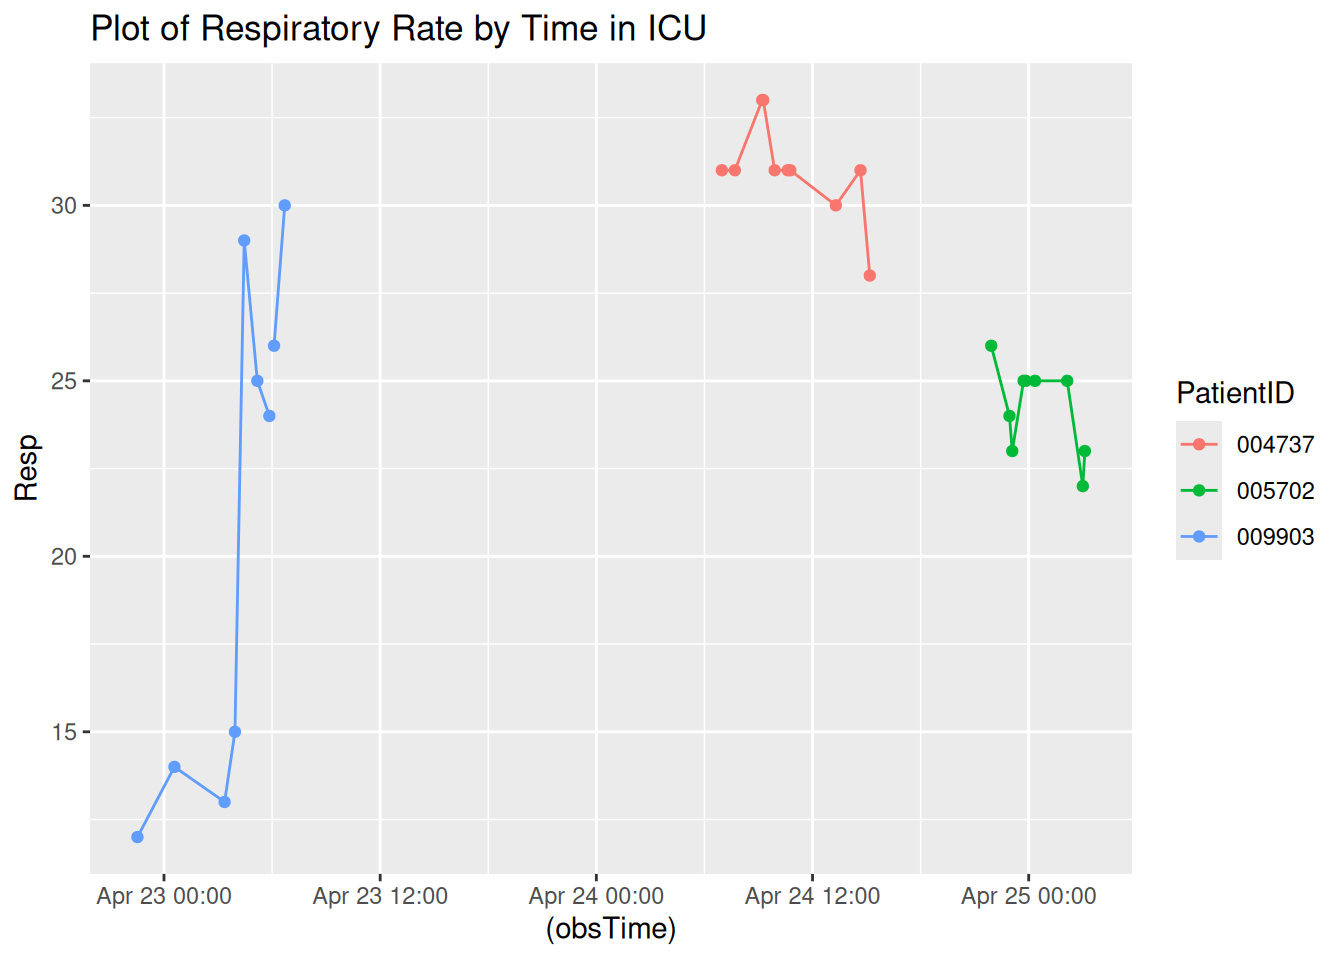 Plot of Respiratory Rate by Time in ICU
Resp
30
25
20
15
Apr 23 00:00
Apr 23 12:00
Apr 24 00:00
Apr 24 12:00
Apr 25 00:00
(obsTime)
PatientID
004737
005702
009903